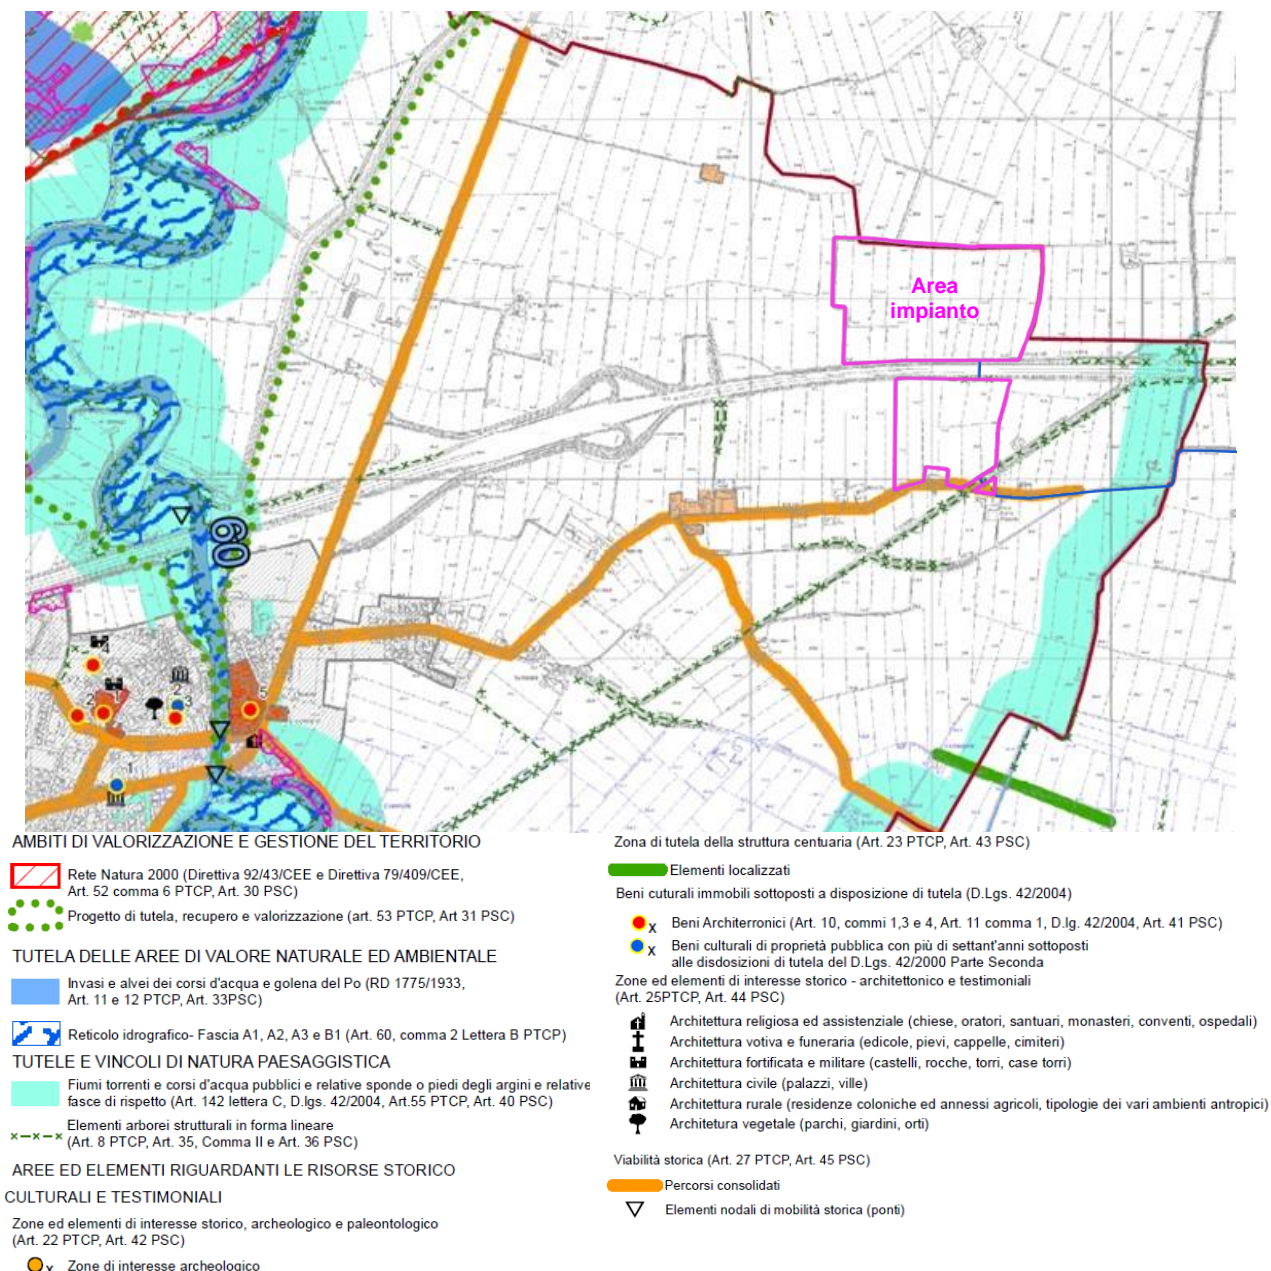 Area
impianto
4
1
2
2
3
5
1
AMBITI DI VALORIZZAZIONE E GESTIONE DEL TERRITORIO
Rete Natura 2000 (Direttiva 92/43/CEE e Direttiva 79/409/CEE,
Art. 52 comma 6 PTCP, Art. 30 PSC)
Progetto di tutela, recupero e valorizzazione (art. 53 PTCP, Art 31 PSC)
TUTELA DELLE AREE DI VALORE NATURALE ED AMBIENTALE
Invasi e alvei dei corsi d'acqua e golena del Po (RD 1775/1933,
Art. 11 e 12 PTCP, Art. 33PSC)
Reticolo idrografico- Fascia A1, A2, A3 e B1 (Art. 60, comma 2 Lettera B PTCP)
TUTELE E VINCOLI DI NATURA PAESAGGISTICA
Fiumi torrenti e corsi d'acqua pubblici e relative sponde o piedi degli argini e relative
fasce di rispetto (Art. 142 lettera C, D.lgs. 42/2004, Art.55 PTCP, Art. 40 PSC)
Elementi arborei strutturali in forma lineare
(Art. 8 PTCP, Art. 35, Comma II e Art. 36 PSC)
AREE ED ELEMENTI RIGUARDANTI LE RISORSE STORICO
CULTURALI E TESTIMONIALI
Zone ed elementi di interesse storico, archeologico e paleontologico
(Art. 22 PTCP, Art. 42 PSC)
x Zone di interesse archeologico
Zona di tutela della struttura centuaria (Art. 23 PTCP, Art. 43 PSC)
Elementi localizzati
Beni cuturali immobili sottoposti a disposizione di tutela (D.Lgs. 42/2004)
x Beni Architerronici (Art. 10, commi 1,3 e 4, Art. 11 comma 1, D.lg. 42/2004, Art. 41 PSC)
x Beni culturali di proprietà pubblica con più di settant'anni sottoposti
alle disdosizioni di tutela del D.Lgs. 42/2000 Parte Seconda
Zone ed elementi di interesse storico - architettonico e testimoniali
(Art. 25PTCP, Art. 44 PSC)
Architettura religiosa ed assistenziale (chiese, oratori, santuari, monasteri, conventi, ospedali)
Architettura votiva e funeraria (edicole, pievi, cappelle, cimiteri)
Architettura fortificata e militare (castelli, rocche, torri, case torri)
Architettura civile (palazzi, ville)
Architettura rurale (residenze coloniche ed annessi agricoli, tipologie dei vari ambienti antropici)
Architetura vegetale (parchi, giardini, orti)
Viabilità storica (Art. 27 PTCP, Art. 45 PSC)
Percorsi consolidati
Elementi nodali di mobilità storica (ponti)